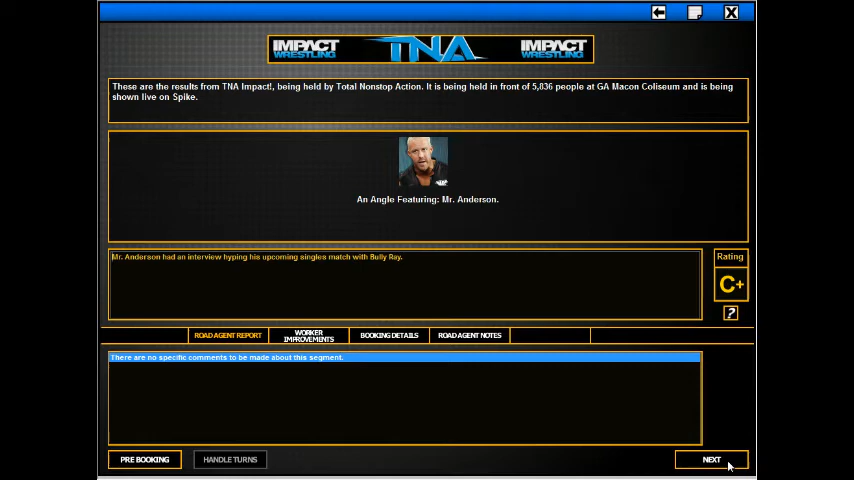 IMPACT WRESTLING TNA IMPACT WRESTLING
These are the results from TNA Impact!, being held by Total Nonstop Action. It is being held in front of 5,836 people at GA Macon Coliseum and is being
shown live on Spike.
An Angle Featuring: Mr. Anderson.
Mr. Anderson had an interview hyping his upcoming singles match with Bully Ray.
Rating
C+
?
ROAD AGENT REPORT WORKER IMPROVEMENTS BOOKING DETAILS ROAD AGENT NOTES
There are no specific comments to be made about this segment.
PRE BOOKING HANDLE TURNS NEXT